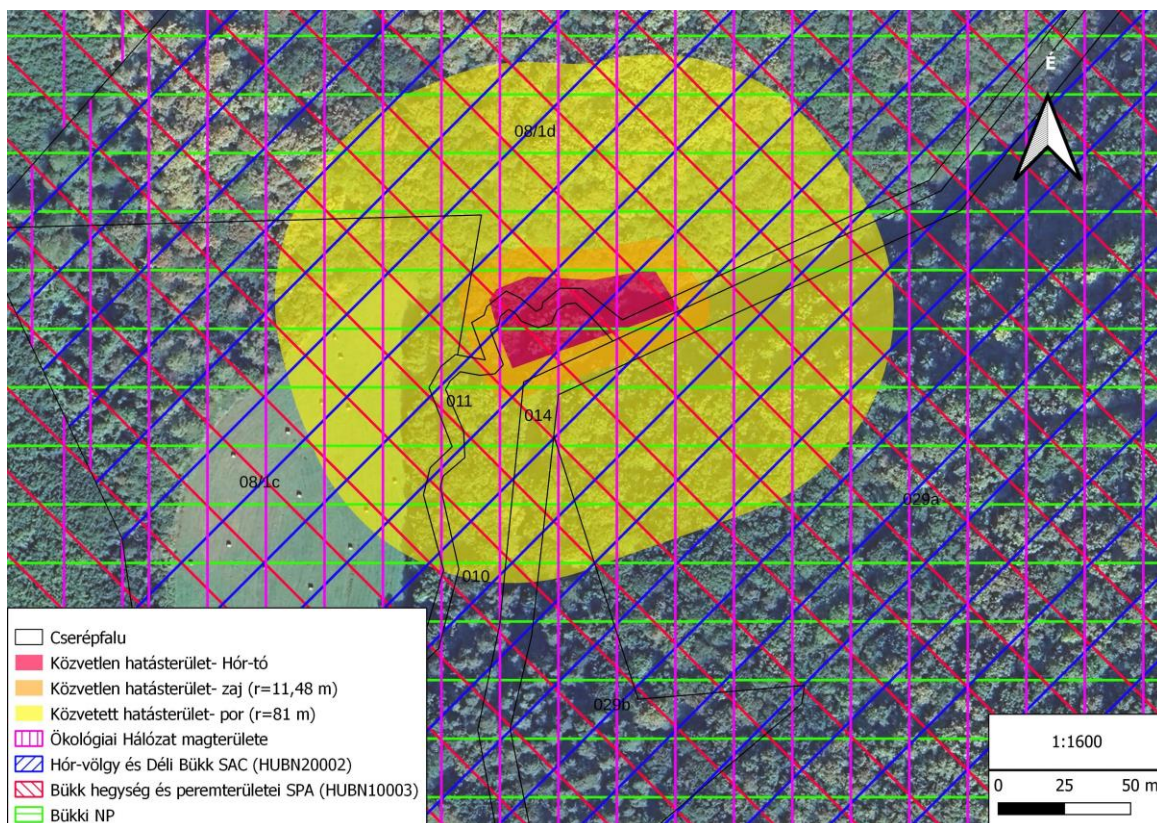 É
08/1d
011
014
08/1c
029a
010
029b
Cserépfalu
Közvetlen hatásterület- Hór-tó
Közvetlen hatásterület- zaj (r=11,48 m)
Közvetett hatásterület- por (r=81 m)
Ökológiai Hálózat magterülete
Hór-völgy és Déli Bükk SAC (HUBN20002)
Bükk hegység és peremterületei SPA (HUBN10003)
Bükki NP
1:1600
0 25 50 m